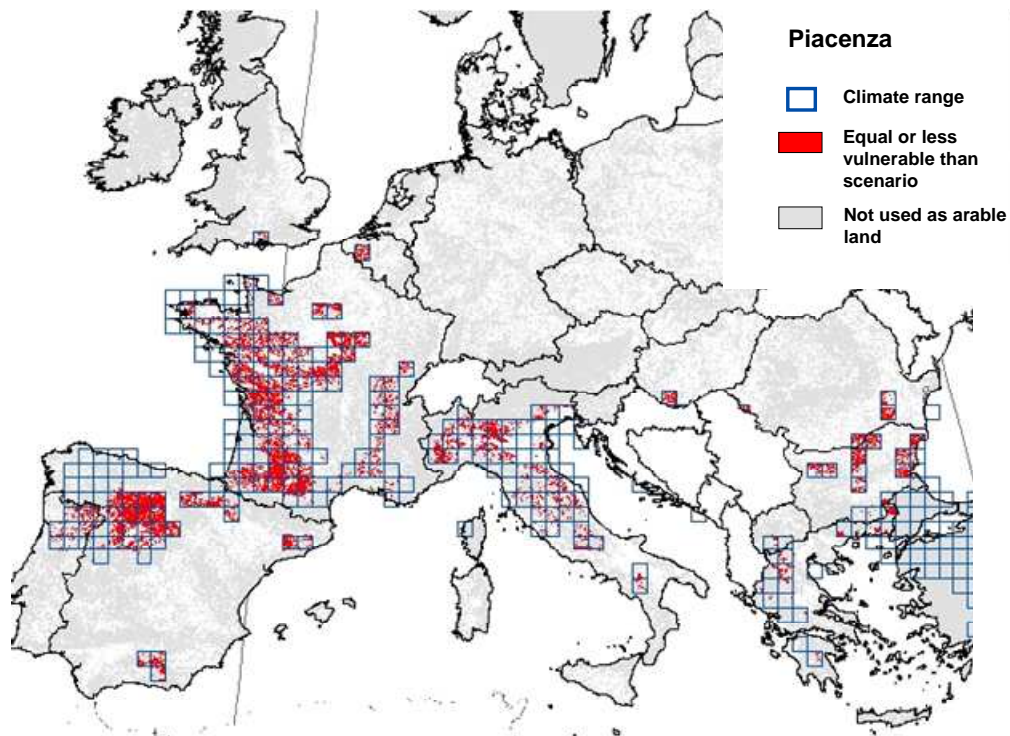 Piacenza
Climate range
Equal or less
vulnerable than
scenario
Not used as arable
land